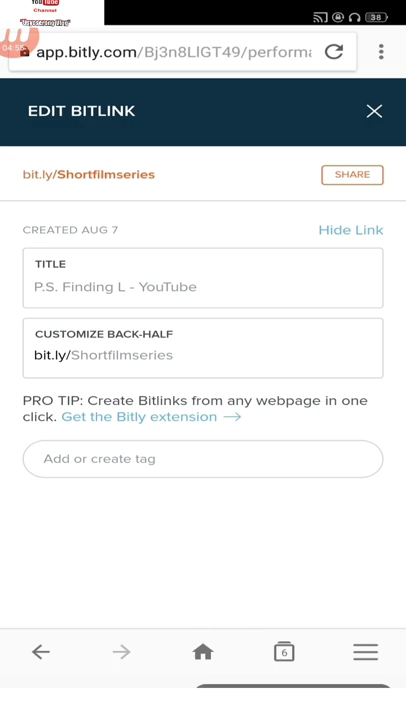 YouTube
Channel
38
04:55
app.bitly.com/Bj3n8LIGT49/performa
EDIT BITLINK
bit.ly/Shortfilmseries
SHARE
CREATED AUG 7
Hide Link
TITLE
P.S. Finding L - YouTube
CUSTOMIZE BACK-HALF
bit.ly/Shortfilmseries
PRO TIP: Create Bitlinks from any webpage in one
click. Get the Bitly extension →
Add or create tag
6